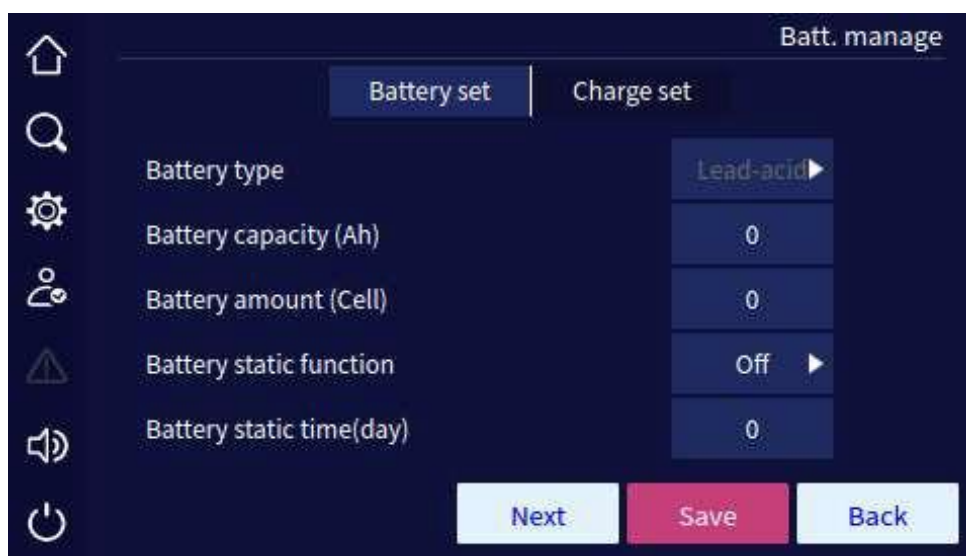 Batt. manage
Battery set Charge set
Battery type Lead-acid
Battery capacity (Ah) 0
Battery amount (Cell) 0
Battery static function Off
Battery static time(day) 0
Next Save Back